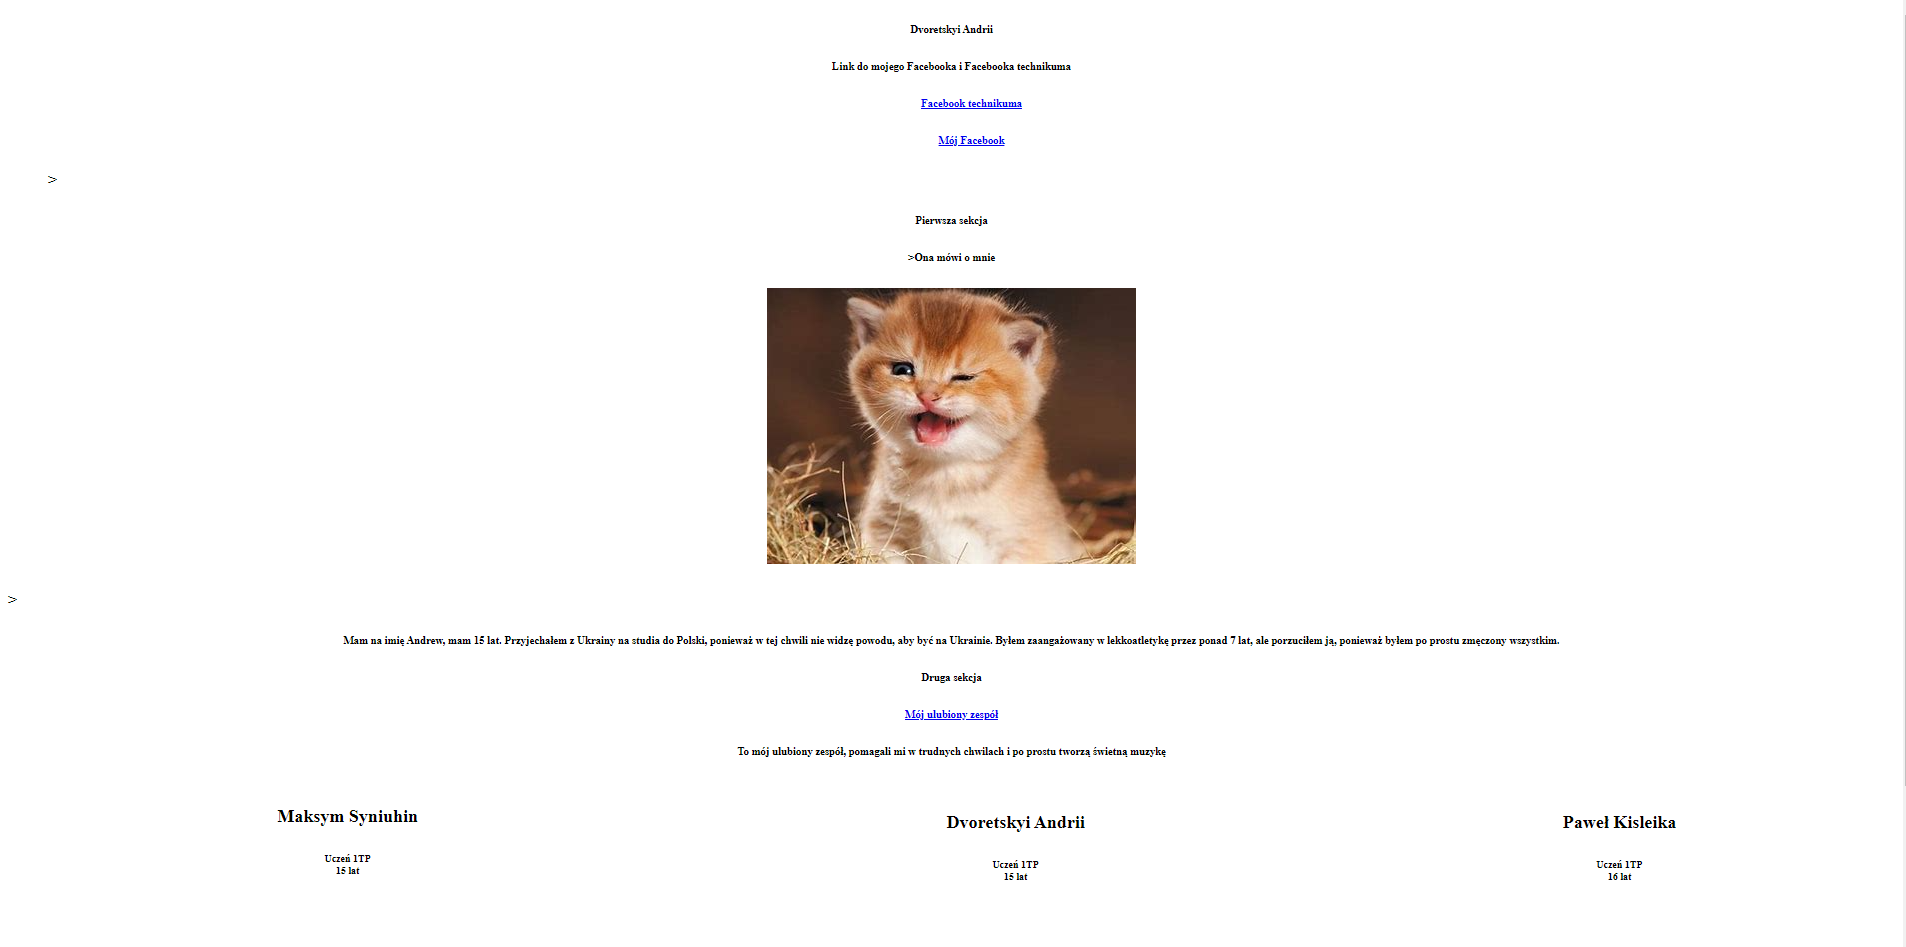 Dvoretskyi Andrii
Link do mojego Facebooka i Facebooka technikuma
Facebook technikuma
Mój Facebook
>
Pierwsza sekcja
>Ona mówi o mnie
>
Mam na imię Andrew, mam 15 lat. Przyjechałem z Ukrainy na studia do Polski, ponieważ w tej chwili nie widzę powodu, aby być na Ukrainie. Byłem zaangażowany w lekkoatletykę przez ponad 7 lat, ale porzuciłem ją, ponieważ byłem po prostu zmęczony wszystkim.
Druga sekcja
Mój ulubiony zespół
To mój ulubiony zespół, pomagali mi w trudnych chwilach i po prostu tworzą świetną muzykę
Maksym Syniuhin
Uczeń 1TP
15 lat
Dvoretskyi Andrii
Uczeń 1TP
15 lat
Paweł Kisleika
Uczeń 1TP
16 lat